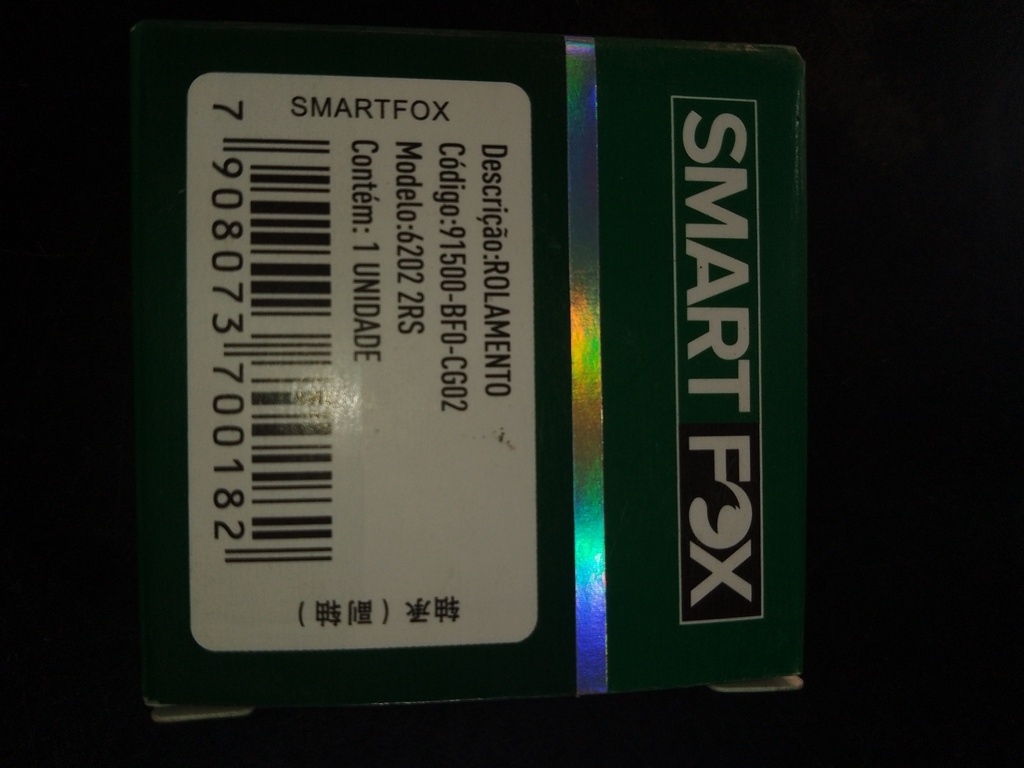 SMART FOX
Descrição:ROLAMENTO
Código:91500-BF0-CG02
Modelo:6202 2RS
Contém: 1 UNIDADE
SMARTFOX
7 908073 700182
轴承（副轴）